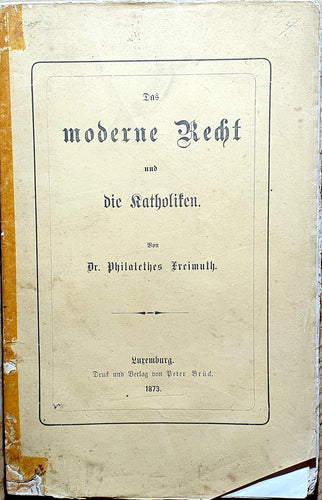 Das
moderne Recht
und
die Katholiken.
Von
Dr. Philalethes Freimuth.
Luxemburg.
Druck und Verlag von Peter Brück.
1873.